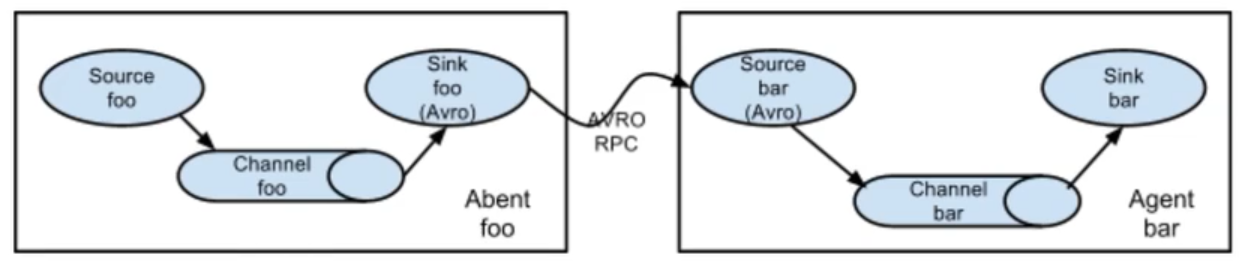 Source
foo
Channel
foo
Sink
foo
(Avro)
Abent
foo
AVRO
RPC
Source
bar
(Avro)
Channel
bar
Sink
bar
Agent
bar